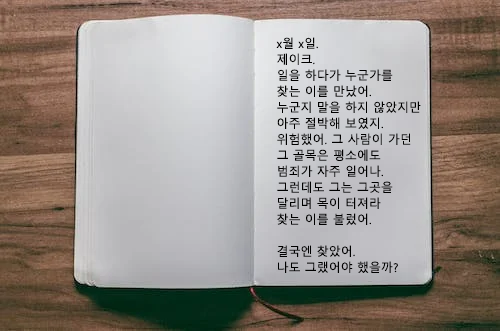 x월 x일.
제이크.
일을 하다가 누군가를
찾는 이를 만났어.
누군지 말을 하지 않았지만
아주 절박해 보였지.
위험했어. 그 사람이 가던
그 골목은 평소에도
범죄가 자주 일어나.
그런데도 그는 그곳을
달리며 목이 터져라
찾는 이를 불렀어.

결국엔 찾았어.
나도 그랬어야 했을까?